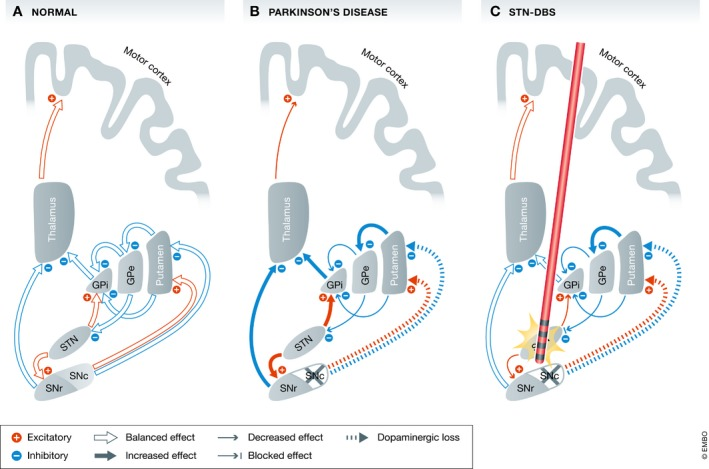 A NORMAL
Motor cortex
Thalamus
GPi
GPe
Putamen
STN
SNr
SNc
B PARKINSON'S DISEASE
Motor cortex
Thalamus
GPi
GPe
Putamen
STN
SNr
SNc
C STN-DBS
Motor cortex
Thalamus
GPi
GPe
Putamen
SNr
SNc
Excitatory
Balanced effect
Decreased effect
Dopaminergic loss
Inhibitory
Increased effect
Blocked effect
© EMBO